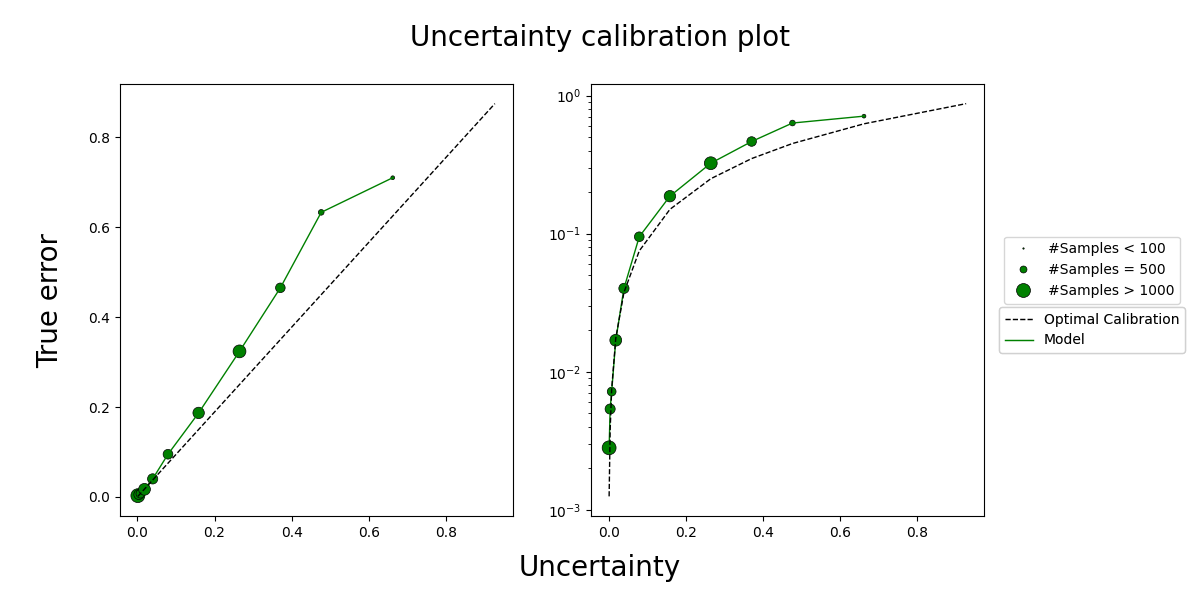 Uncertainty calibration plot
True error
0.8
0.6
0.4
0.2
0.0
0.0 0.2 0.4 0.6 0.8
10⁰
10⁻¹
10⁻²
10⁻³
0.0 0.2 0.4 0.6 0.8
#Samples < 100
#Samples = 500
#Samples > 1000
Optimal Calibration
Model
Uncertainty